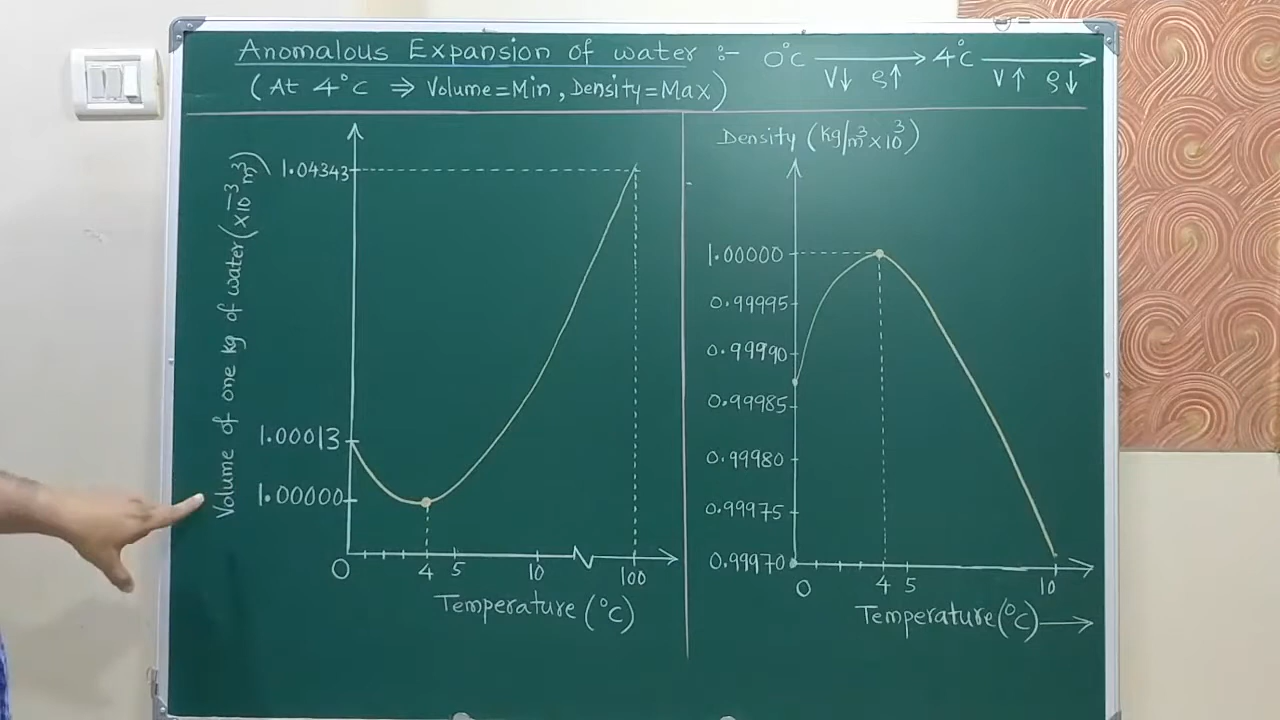 Anomalous Expansion of water :- 0°C ⟶ 4°C ⟶
V↓ ρ↑ V↑ ρ↓
(At 4°C ⇒ Volume=Min, Density=Max)
Volume of one kg of water (×10⁻³ m³)
1.04343
1.00013
1.00000
0 4 5 10 100
Temperature (°C)
Density (kg/m³ × 10³)
1.00000
0.99995
0.99990
0.99985
0.99980
0.99975
0.99970
0 4 5 10
Temperature (°C) ⟶